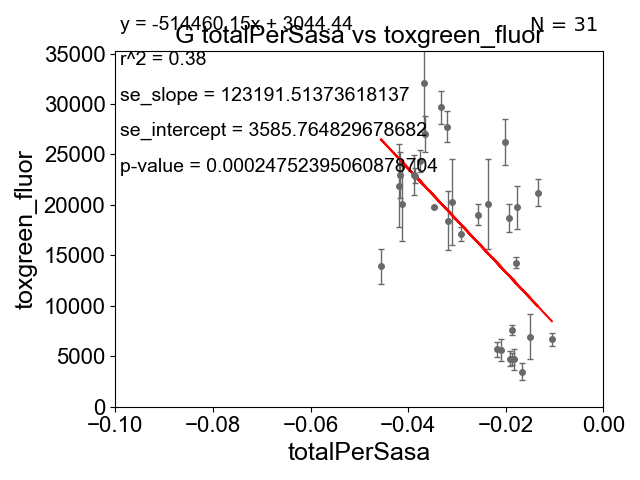 y = -514460.15x + 3044.44
N = 31
G totalPerSasa vs toxgreen_fluor
r^2 = 0.38
se_slope = 123191.51373618137
se_intercept = 3585.764829678682
p-value = 0.00024752395060878704
toxgreen_fluor
35000
30000
25000
20000
15000
10000
5000
0
−0.10 −0.08 −0.06 −0.04 −0.02 0.00
totalPerSasa